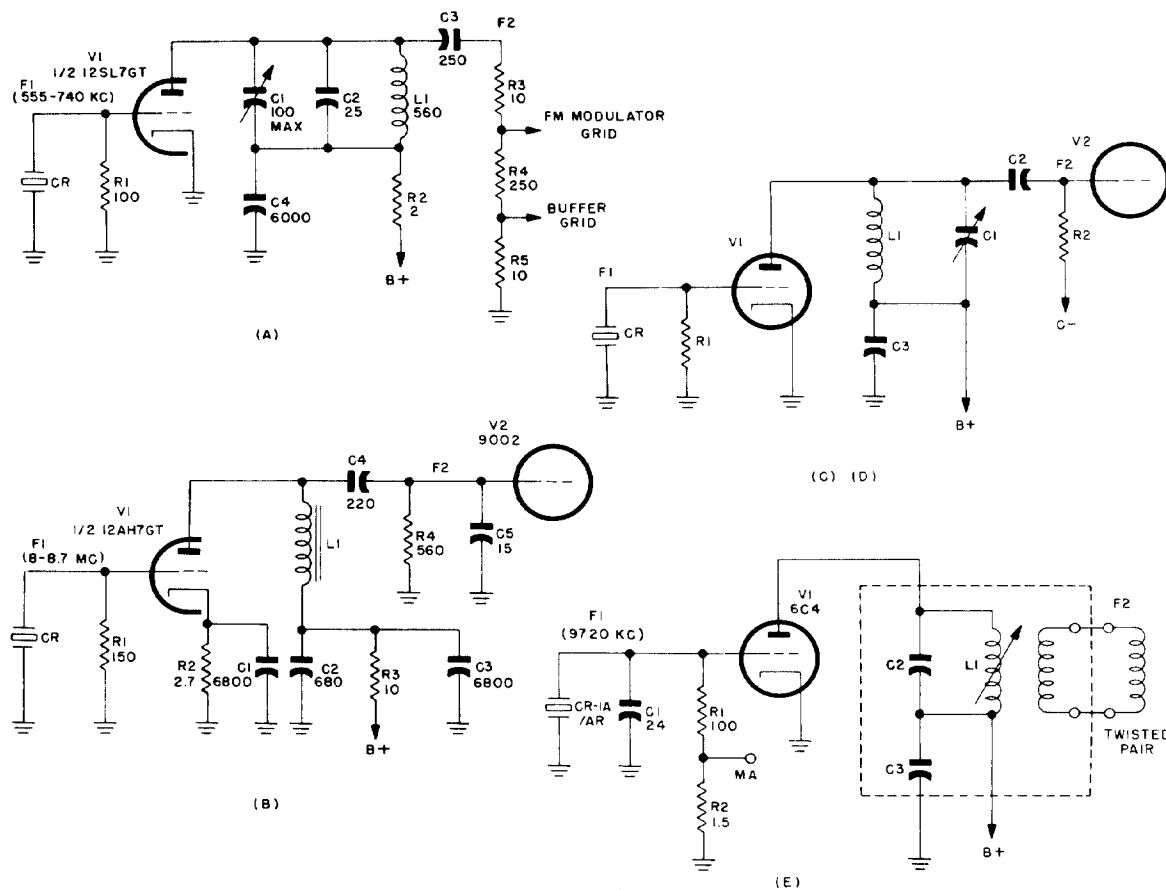 V1
1/2 12SL7GT
F1
(555-740 KC)
CR
R1
100
C1
100
MAX
C2
25
L1
560
C3
250
F2
R3
10
FM MODULATOR
GRID
R4
250
BUFFER
GRID
R5
10
C4
6000
R2
2
B+
(A)
V1
1/2 12AH7GT
F1
(8-8.7 MC)
CR
R1
150
R2
2.7
C1
6800
L1
C2
680
R3
10
C3
6800
B+
C4
220
F2
R4
560
C5
15
V2
9002
(B)
F1
CR
R1
V1
L1
C1
C2
F2
V2
R2
C-
C3
B+
(C) (D)
F1
(9720 KC)
CR-1A
/AR
C1
24
R1
100
MA
R2
1.5
V1
6C4
C2
L1
C3
B+
F2
TWISTED
PAIR
(E)